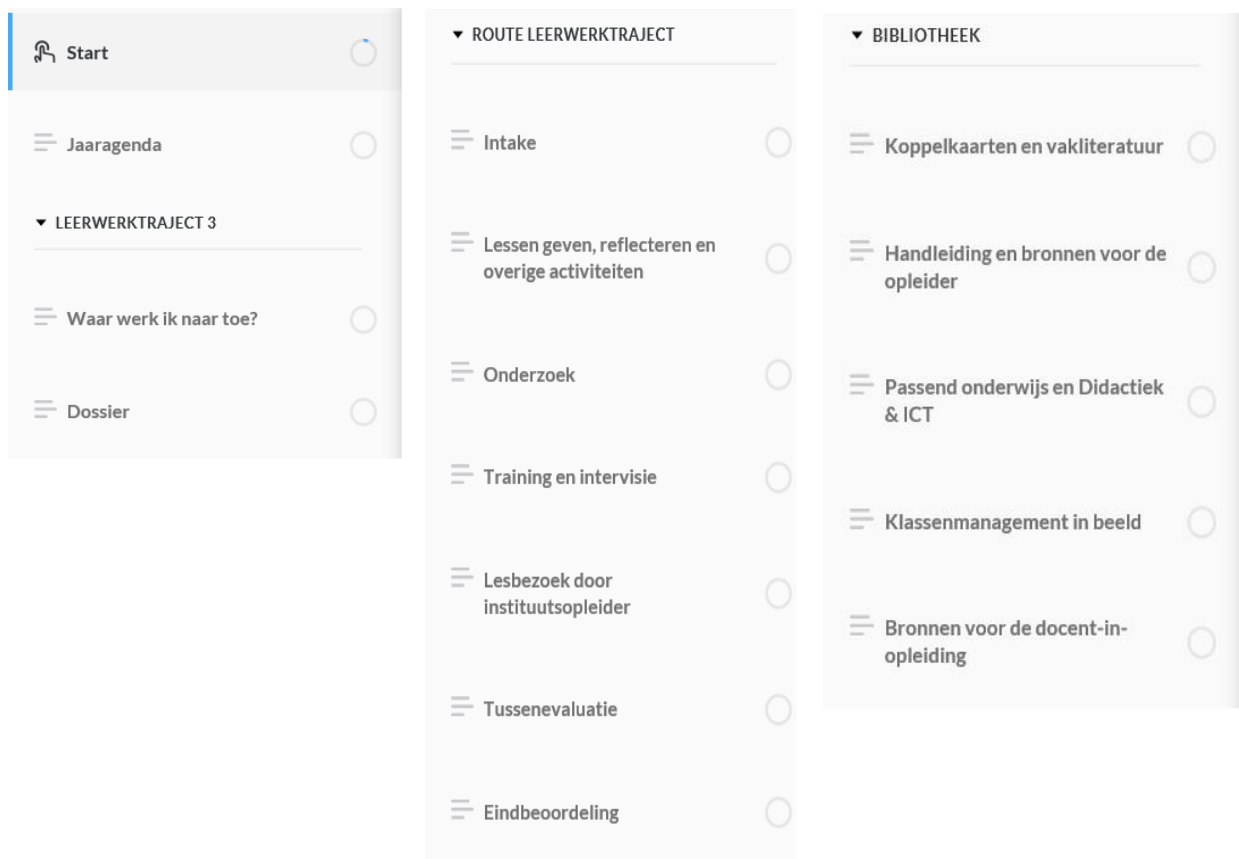 Start
Jaaragenda
LEERWERKTRAJECT 3
Waar werk ik naar toe?
Dossier
ROUTE LEERWERKTRAJECT
Intake
Lessen geven, reflecteren en
overige activiteiten
Onderzoek
Training en intervisie
Lesbezoek door
instituutsopleider
Tussenevaluatie
Eindbeoordeling
BIBLIOTHEEK
Koppelkaarten en vakliteratuur
Handleiding en bronnen voor de
opleider
Passend onderwijs en Didactiek
& ICT
Klassenmanagement in beeld
Bronnen voor de docent-in-
opleiding